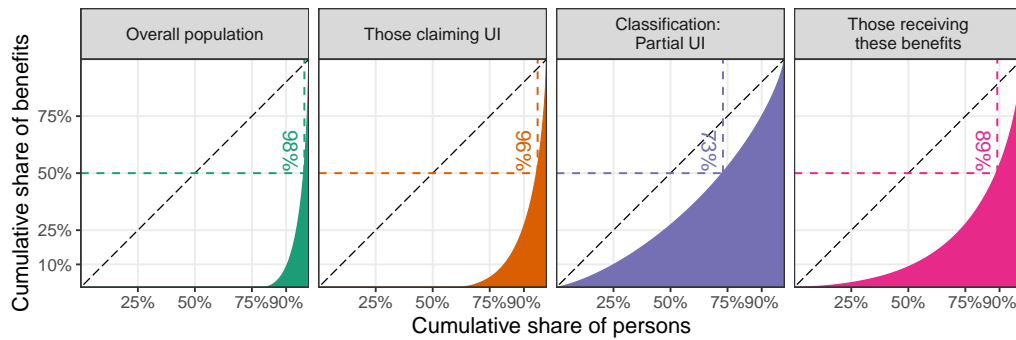 Overall population
Those claiming UI
Classification:
Partial UI
Those receiving
these benefits
Cumulative share of benefits
75%
50%
25%
10%
98%
96%
73%
89%
25% 50% 75% 90%
25% 50% 75% 90%
25% 50% 75% 90%
25% 50% 75% 90%
Cumulative share of persons